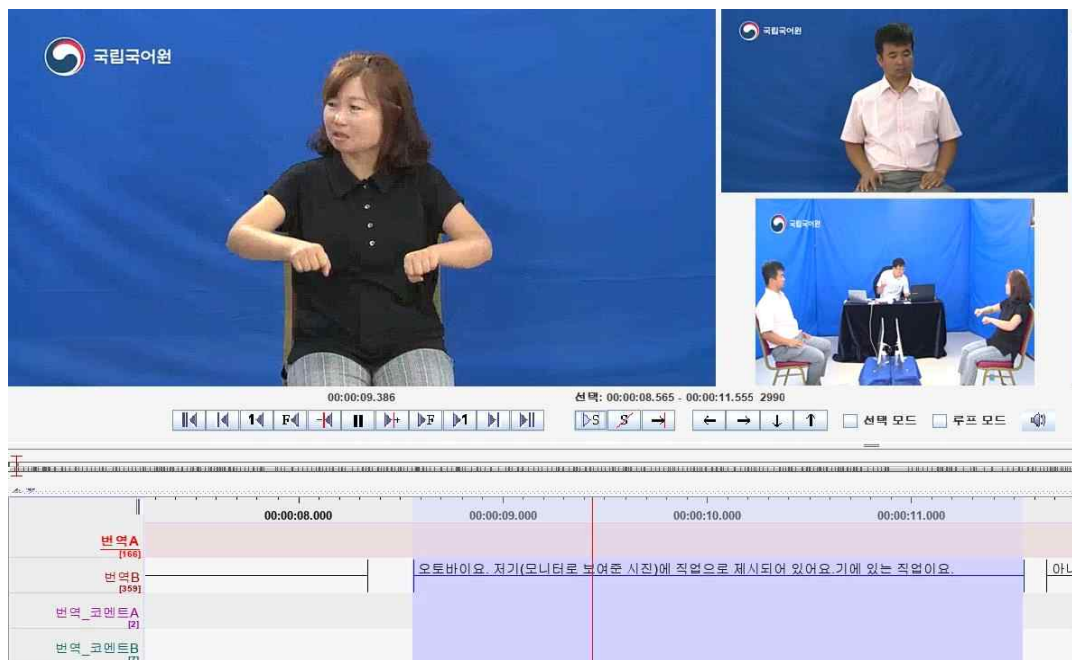 국립국어원
국립국어원
국립국어원
00:00:09.386
선택: 00:00:08.565 - 00:00:11.555 2990
1 F + F 1 S S
선택 모드
루프 모드
00:00:08.000 00:00:09.000 00:00:10.000 00:00:11.000
번역A
[166]
번역B
[359]
오토바이요. 저기(모니터로 보여준 시진)에 직업으로 제시되어 있어요.기에 있는 직업이요.
아니
번역_코멘트A
[2]
번역_코멘트B